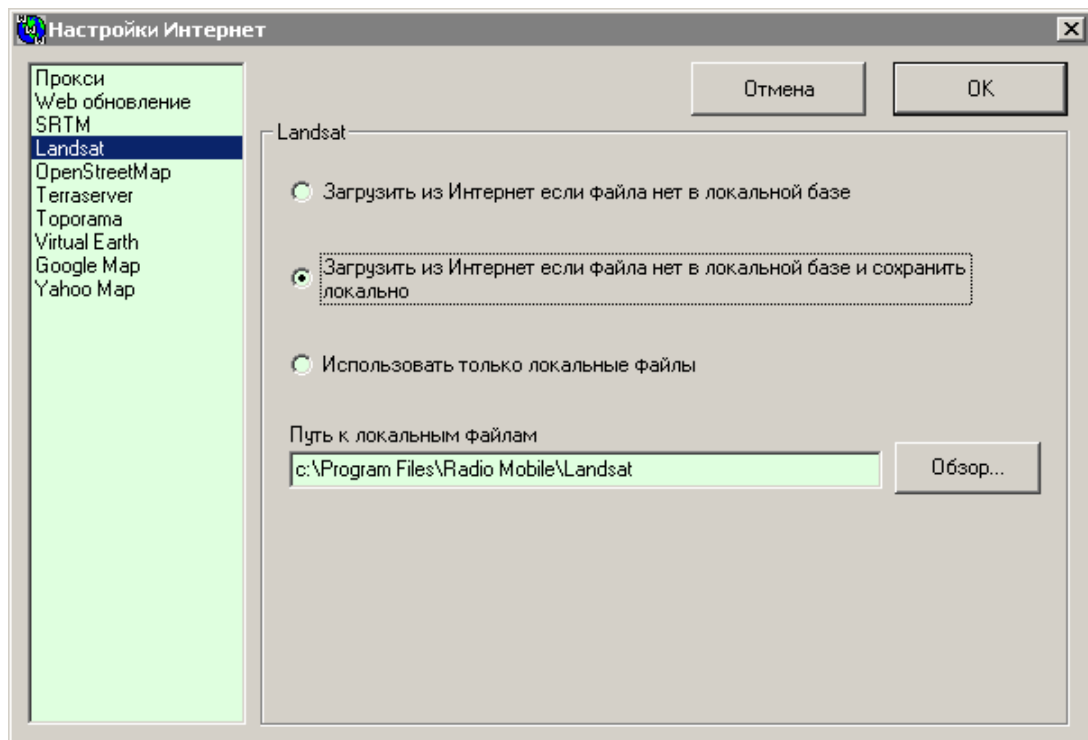 Настройки Интернет
Прокси
Web обновление
SRTM
Landsat
OpenStreetMap
Terraserver
Toporama
Virtual Earth
Google Map
Yahoo Map
Отмена
OK
Landsat
Загрузить из Интернет если файла нет в локальной базе
Загрузить из Интернет если файла нет в локальной базе и сохранить
локально
Использовать только локальные файлы
Путь к локальным файлам
c:\Program Files\Radio Mobile\Landsat
Обзор...